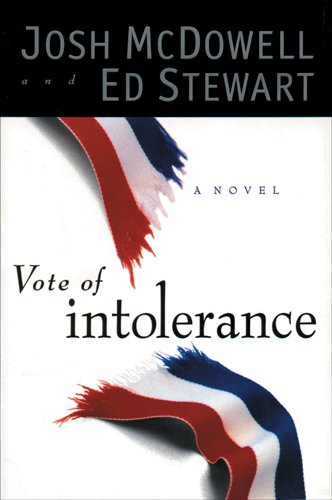 JOSH MCDOWELL
and
ED STEWART
A NOVEL
Vote of
intolerance